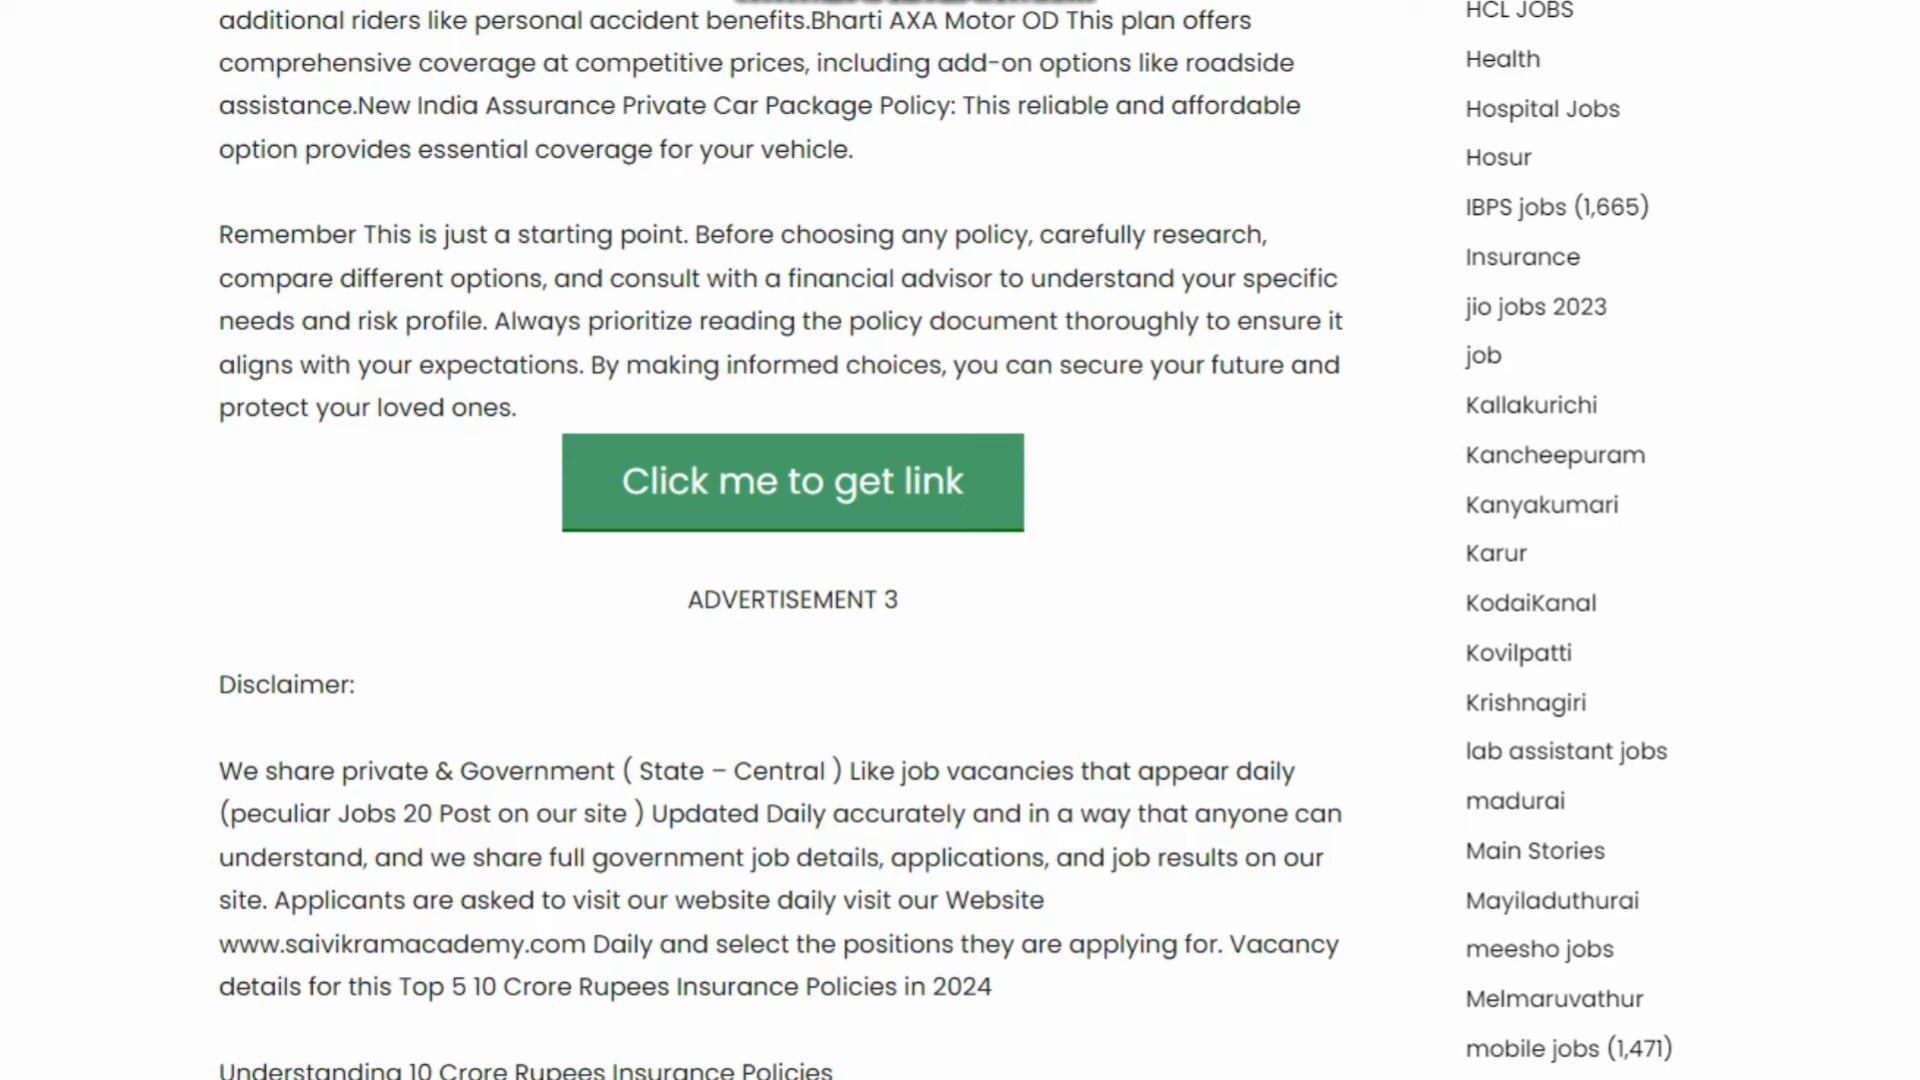 additional riders like personal accident benefits.Bharti AXA Motor OD This plan offers
comprehensive coverage at competitive prices, including add-on options like roadside
assistance.New India Assurance Private Car Package Policy: This reliable and affordable
option provides essential coverage for your vehicle.
Remember This is just a starting point. Before choosing any policy, carefully research,
compare different options, and consult with a financial advisor to understand your specific
needs and risk profile. Always prioritize reading the policy document thoroughly to ensure it
aligns with your expectations. By making informed choices, you can secure your future and
protect your loved ones.
Click me to get link
ADVERTISEMENT 3
Disclaimer:
We share private & Government ( State – Central ) Like job vacancies that appear daily
(peculiar Jobs 20 Post on our site ) Updated Daily accurately and in a way that anyone can
understand, and we share full government job details, applications, and job results on our
site. Applicants are asked to visit our website daily visit our Website
www.saivikramacademy.com Daily and select the positions they are applying for. Vacancy
details for this Top 5 10 Crore Rupees Insurance Policies in 2024
Understanding 10 Crore Rupees Insurance Policies
HCL JOBS
Health
Hospital Jobs
Hosur
IBPS jobs (1,665)
Insurance
jio jobs 2023
job
Kallakurichi
Kancheepuram
Kanyakumari
Karur
KodaiKanal
Kovilpatti
Krishnagiri
lab assistant jobs
madurai
Main Stories
Mayiladuthurai
meesho jobs
Melmaruvathur
mobile jobs (1,471)